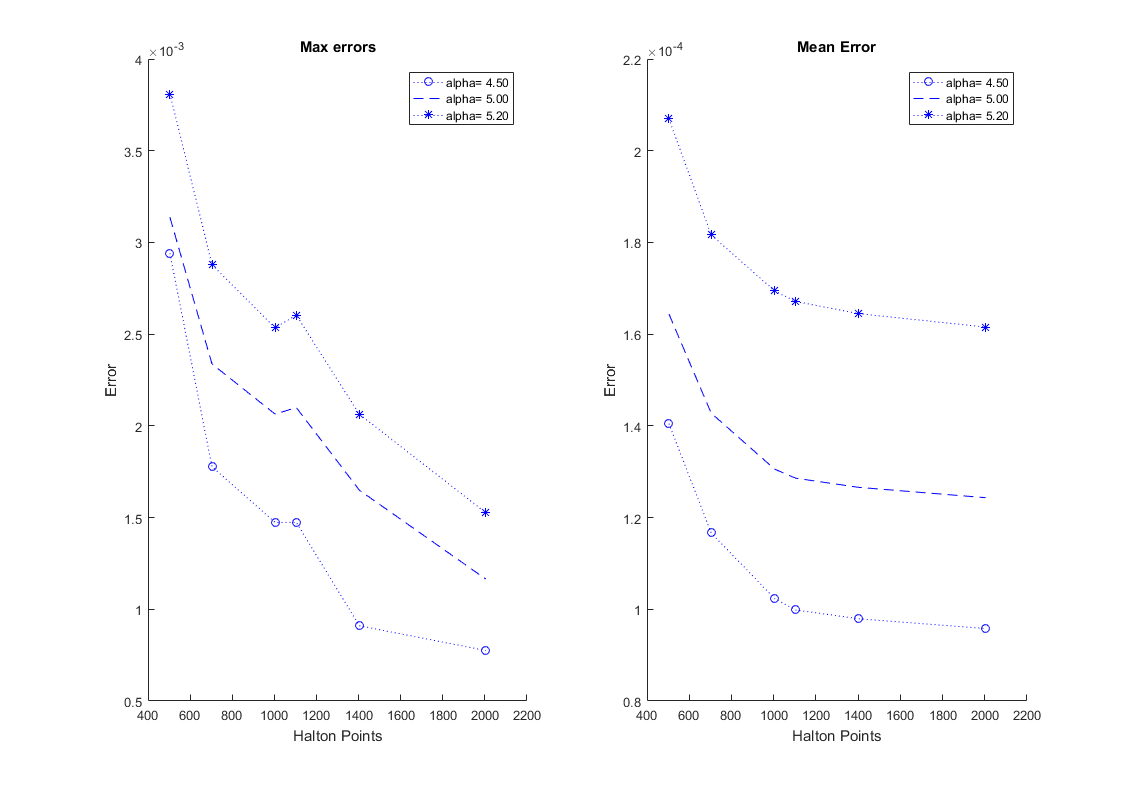 Max errors
×10^-3
4
3.5
3
2.5
2
1.5
1
0.5
Error
400 600 800 1000 1200 1400 1600 1800 2000 2200
Halton Points
alpha= 4.50
alpha= 5.00
alpha= 5.20
Mean Error
×10^-4
2.2
2
1.8
1.6
1.4
1.2
1
0.8
Error
400 600 800 1000 1200 1400 1600 1800 2000 2200
Halton Points
alpha= 4.50
alpha= 5.00
alpha= 5.20